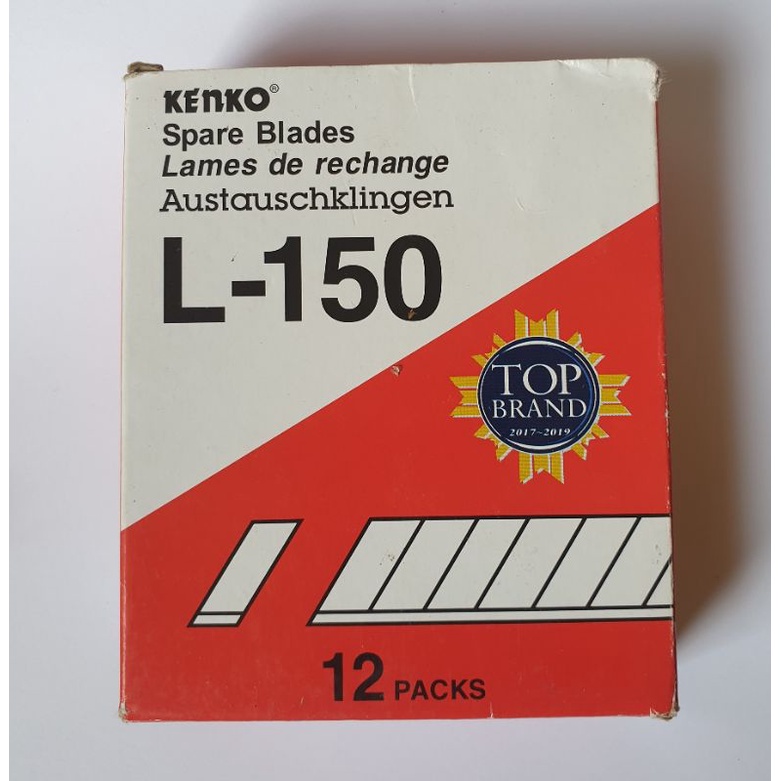 KENKO®
Spare Blades
Lames de rechange
Austauschklingen
L-150
TOP
BRAND
2017~2019
12 PACKS